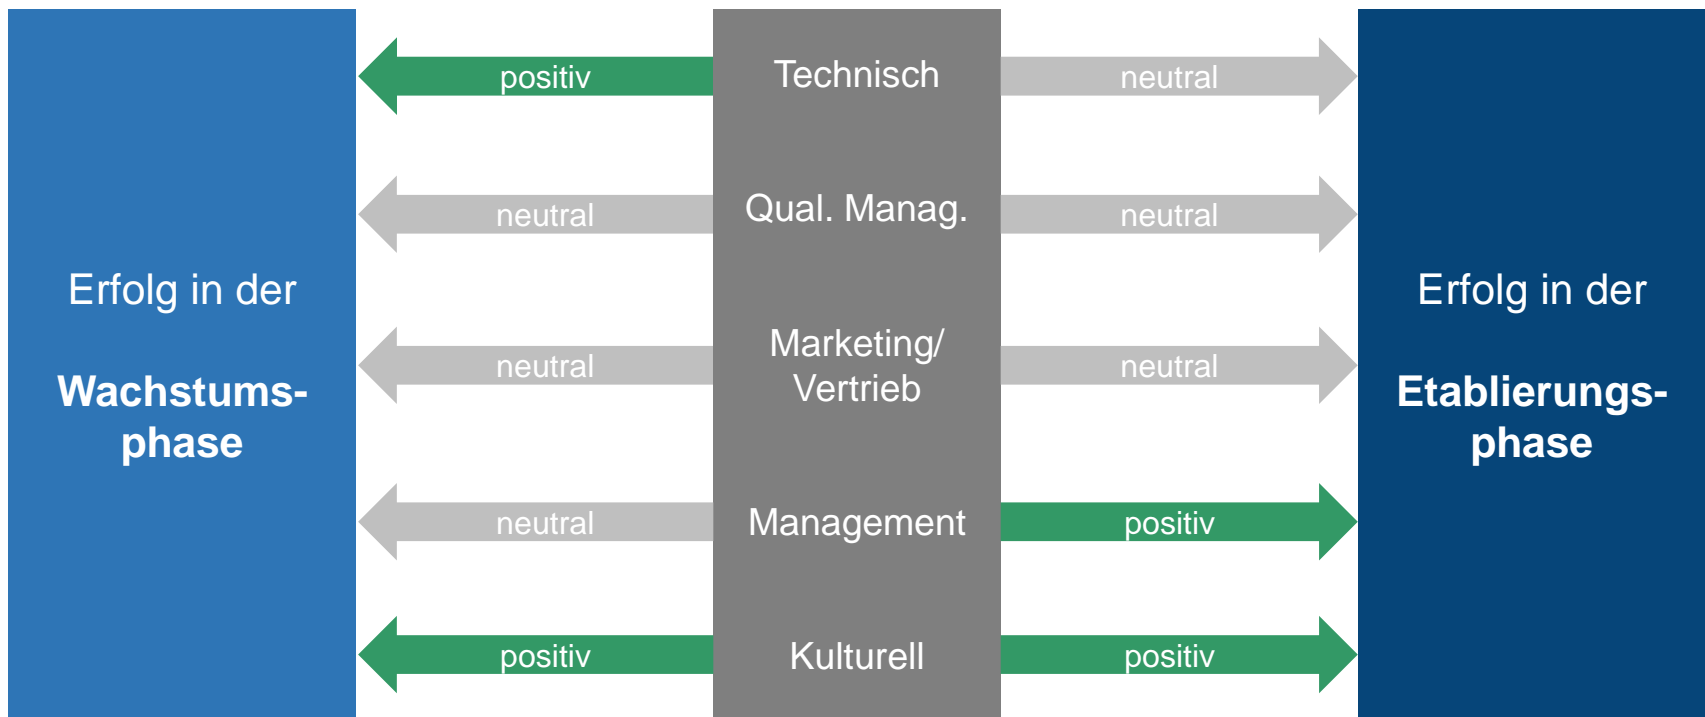 positiv
Technisch
neutral
neutral
Qual. Manag.
neutral
Erfolg in der
Wachstums-
phase
neutral
Marketing/
Vertrieb
neutral
Erfolg in der
Etablierungs-
phase
neutral
Management
positiv
positiv
Kulturell
positiv